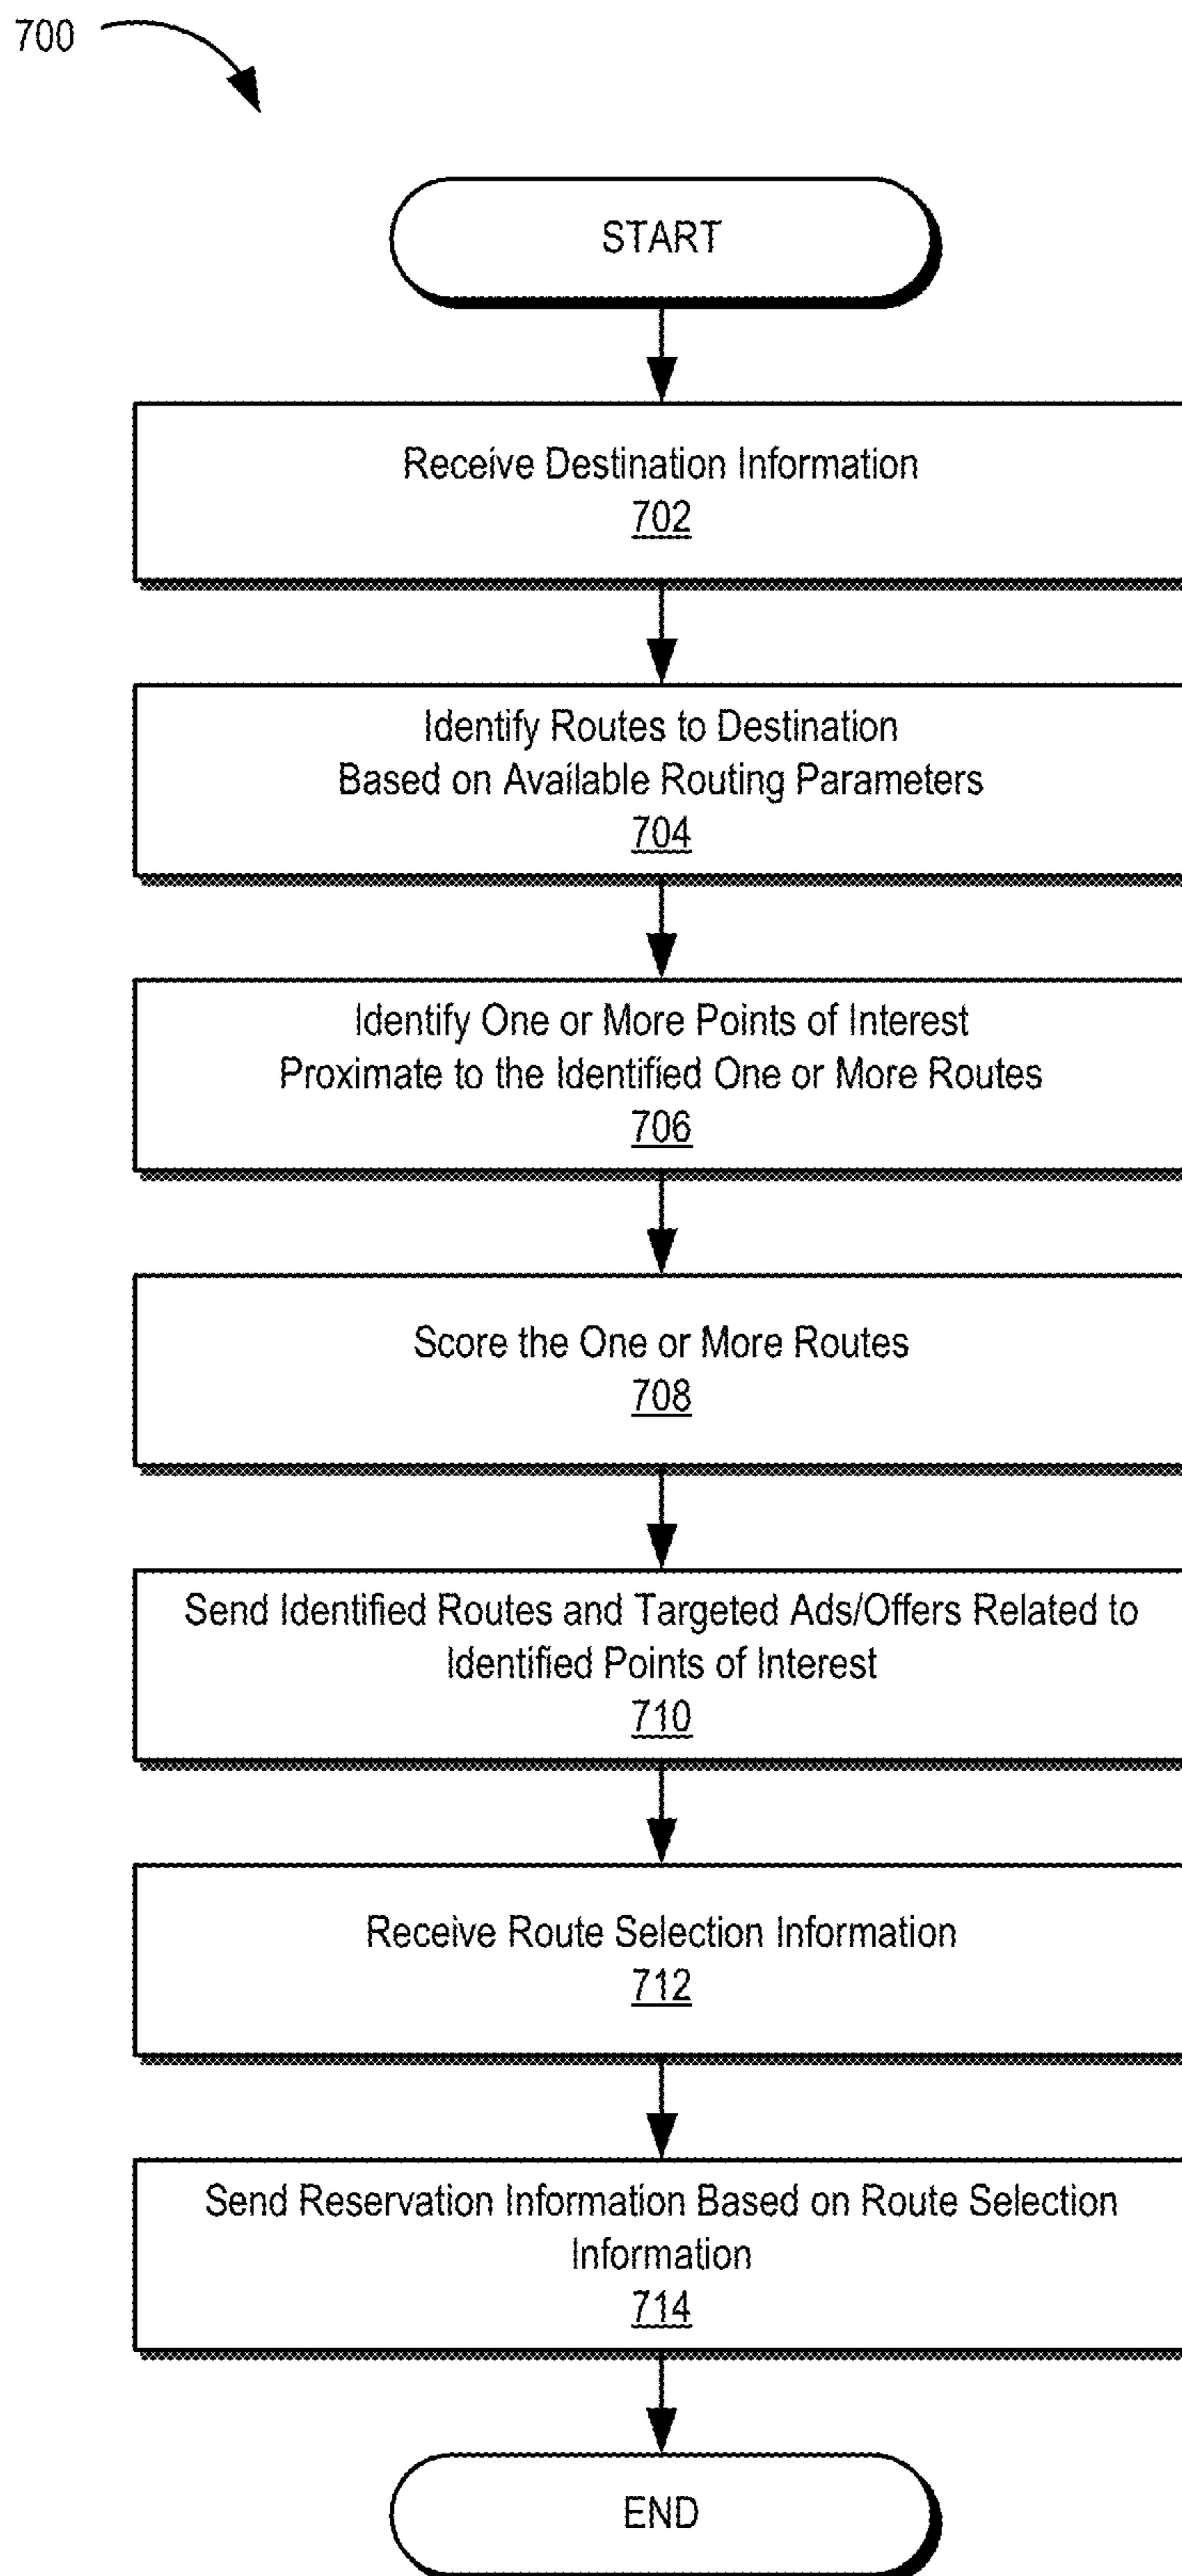 700
START
Receive Destination Information
702
Identify Routes to Destination
Based on Available Routing Parameters
704
Identify One or More Points of Interest
Proximate to the Identified One or More Routes
706
Score the One or More Routes
708
Send Identified Routes and Targeted Ads/Offers Related to
Identified Points of Interest
710
Receive Route Selection Information
712
Send Reservation Information Based on Route Selection
Information
714
END